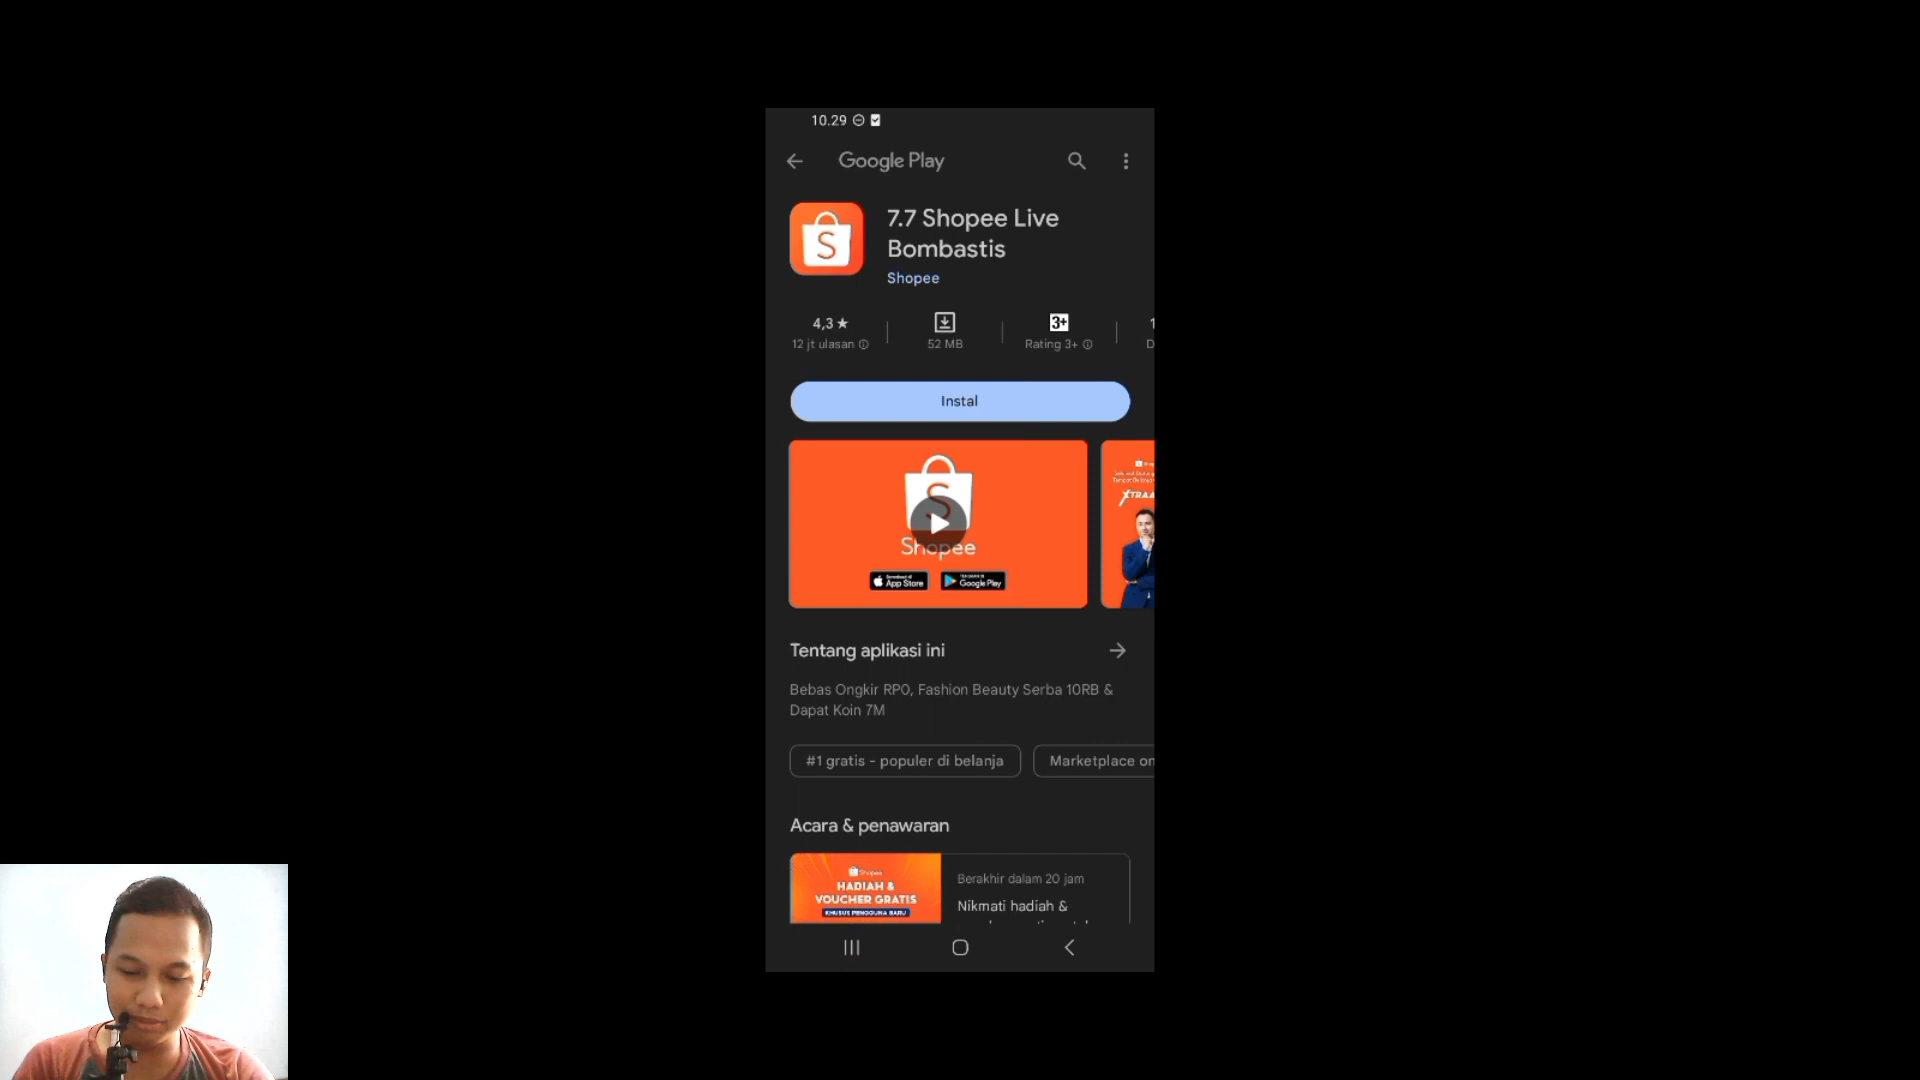 10.29
Google Play
7.7 Shopee Live
Bombastis
Shopee
4,3★
12 jt ulasan
52 MB
3+
Rating 3+
1
D
Instal
S
Shopee
Download di
App Store
Google Play
XTRA
Tentang aplikasi ini
Bebas Ongkir RP0, Fashion Beauty Serba 10RB &
Dapat Koin 7M
#1 gratis - populer di belanja
Marketplace on
Acara & penawaran
Shopee
HADIAH &
VOUCHER GRATIS
KHUSUS PENGGUNA BARU
Berakhir dalam 20 jam
Nikmati hadiah &